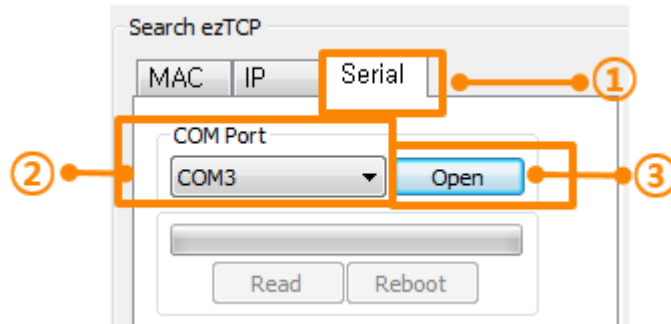 Search ezTCP
MAC IP Serial ①
COM Port
② COM3 Open ③
Read Reboot